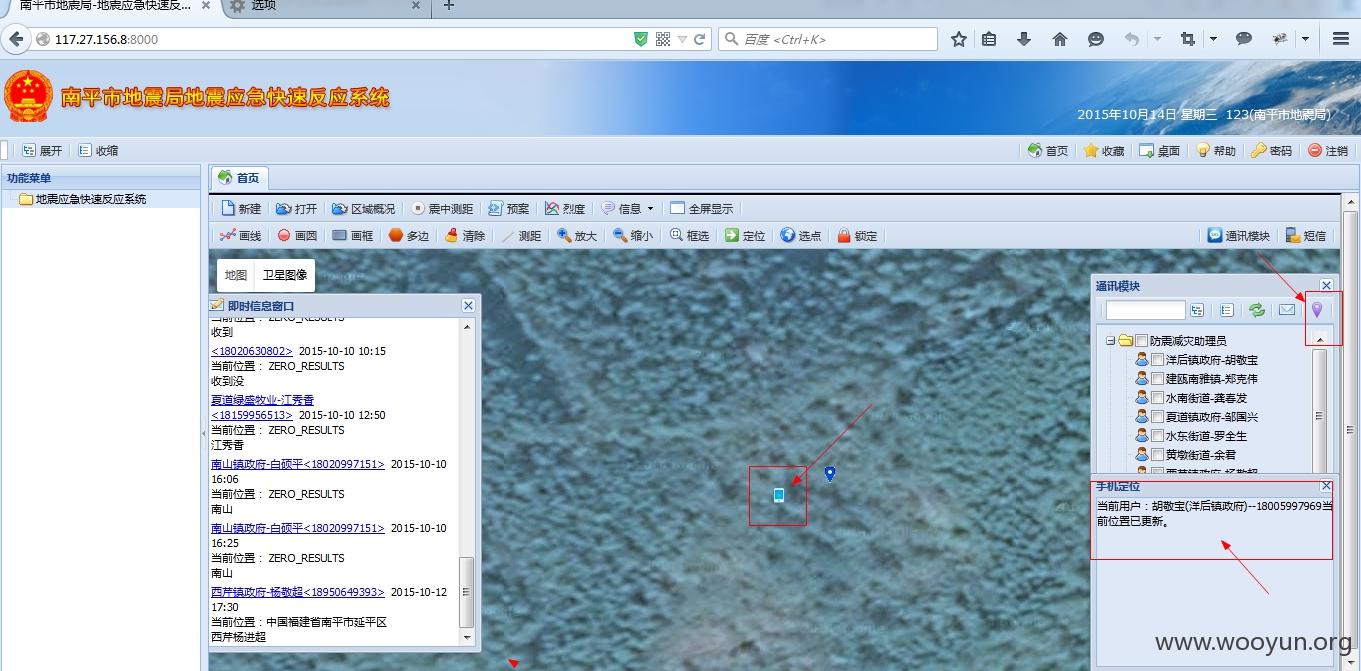 南平市地震局-地震应急快速反... 选项
117.27.156.8:8000 百度 <Ctrl+K>
南平市地震局地震应急快速反应系统
2015年10月14日 星期三 123(南平市地震局)
展开 收缩 首页 收藏 桌面 帮助 密码 注销
功能菜单
地震应急快速反应系统
首页
新建 打开 区域概况 震中测距 预案 烈度 信息 全屏显示
画线 画圆 画框 多边 清除 测距 放大 缩小 框选 定位 选点 锁定 通讯模块 短信
地图 卫星图像
即时信息窗口
当前位置： ZERO_RESULTS
收到
<18020630802> 2015-10-10 10:15
当前位置： ZERO_RESULTS
收到没
夏道绿盛牧业-江秀香
<18159956513> 2015-10-10 12:50
当前位置： ZERO_RESULTS
江秀香
南山镇政府-白硕平<18020997151> 2015-10-10
16:06
当前位置： ZERO_RESULTS
南山
南山镇政府-白硕平<18020997151> 2015-10-10
16:25
当前位置： ZERO_RESULTS
南山
西芹镇政府-杨敬超<18950649393> 2015-10-12
17:30
当前位置：中国福建省南平市延平区
西芹杨进超
通讯模块
防震减灾助理员
洋后镇政府-胡敬宝
建瓯南雅镇-郑克伟
水南街道-龚春发
夏道镇政府-邹国兴
水东街道-罗全生
黄墩街道-余君
西芹镇政府-杨敬超
手机定位
当前用户：胡敬宝(洋后镇政府)--18005997969当
前位置已更新。
www.wooyun.org